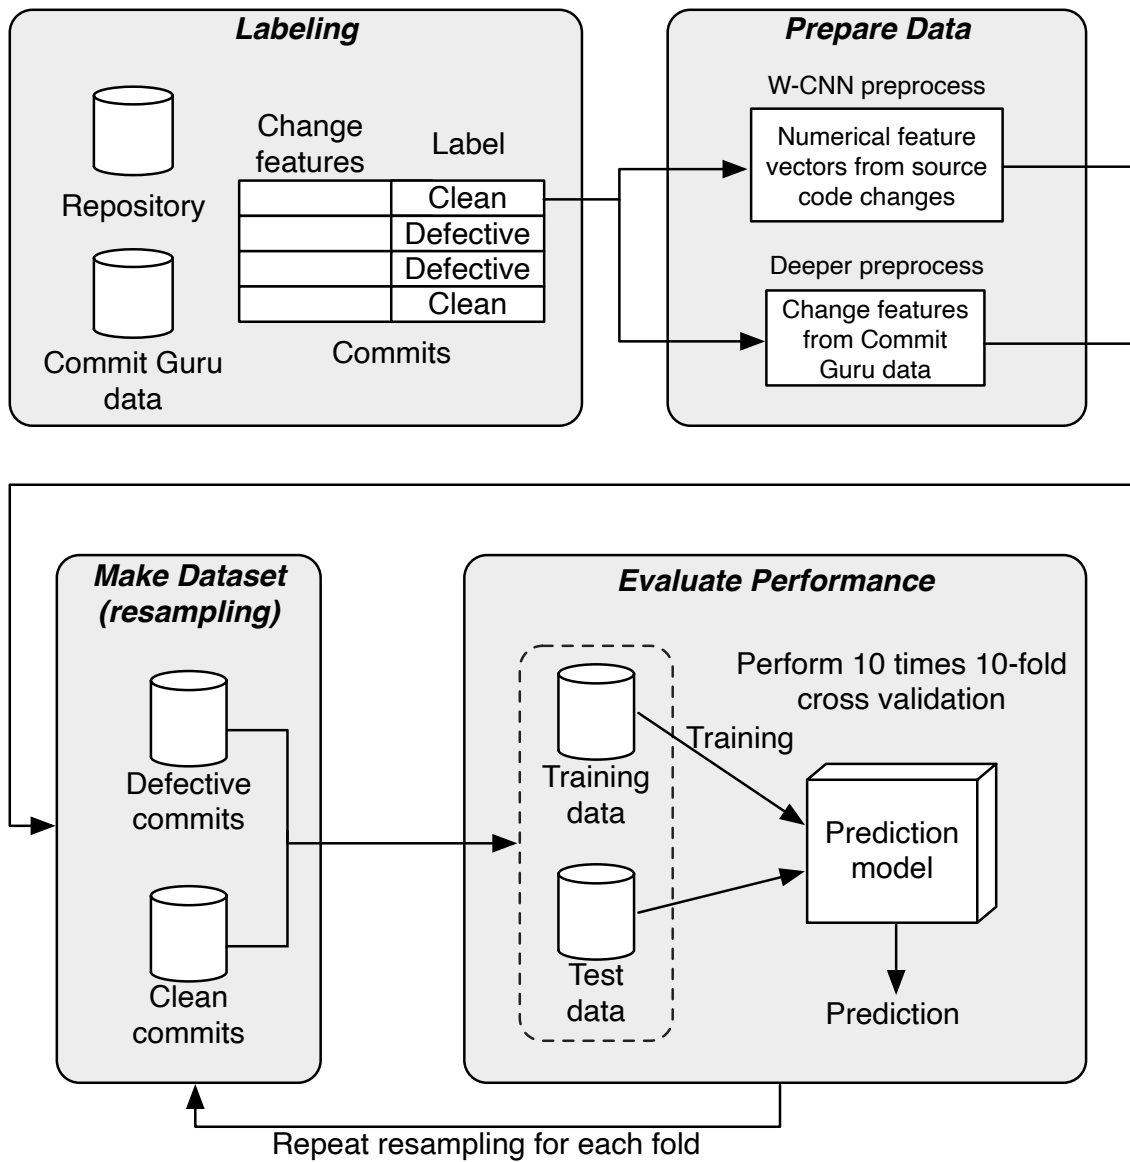 Labeling
Repository
Commit Guru
data
Change
features
Label
Clean
Defective
Defective
Clean
Commits
Prepare Data
W-CNN preprocess
Numerical feature
vectors from source
code changes
Deeper preprocess
Change features
from Commit
Guru data
Make Dataset
(resampling)
Defective
commits
Clean
commits
Evaluate Performance
Perform 10 times 10-fold
cross validation
Training
Training
data
Test
data
Prediction
model
Prediction
Repeat resampling for each fold